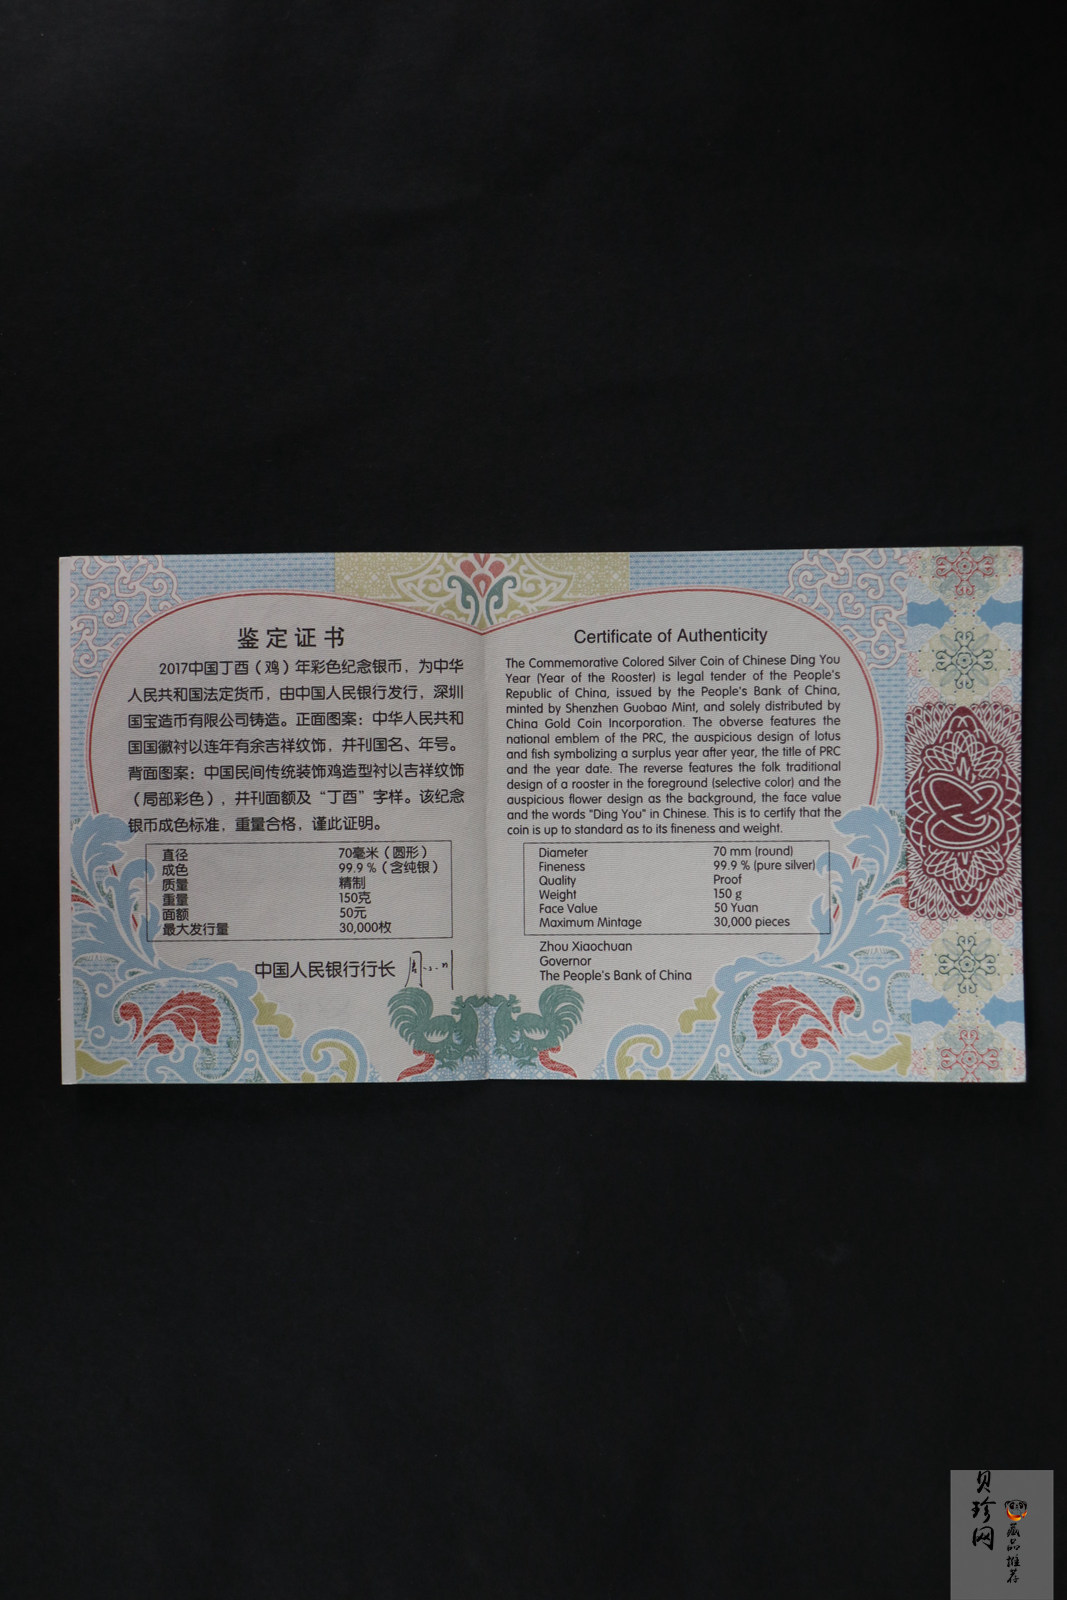 鉴定证书
2017中国丁酉（鸡）年彩色纪念银币，为中华
人民共和国法定货币，由中国人民银行发行，深圳
国宝造币有限公司铸造。正面图案：中华人民共和
国国徽衬以连年有余吉祥纹饰，并刊国名、年号。
背面图案：中国民间传统装饰鸡造型衬以吉祥纹饰
（局部彩色），并刊面额及“丁酉”字样。该纪念
银币成色标准，重量合格，谨此证明。
直径 70毫米（圆形）
成色 99.9 %（含纯银）
质量 精制
重量 150克
面额 50元
最大发行量 30,000枚
中国人民银行行长
Certificate of Authenticity
The Commemorative Colored Silver Coin of Chinese Ding You
Year (Year of the Rooster) is legal tender of the People's
Republic of China, issued by the People's Bank of China,
minted by Shenzhen Guobao Mint, and solely distributed by
China Gold Coin Incorporation. The obverse features the
national emblem of the PRC, the auspicious design of lotus
and fish symbolizing a surplus year after year, the title of PRC
and the year date. The reverse features the folk traditional
design of a rooster in the foreground (selective color) and the
auspicious flower design as the background, the face value
and the words "Ding You" in Chinese. This is to certify that the
coin is up to standard as to its fineness and weight.
Diameter 70 mm (round)
Fineness 99.9 % (pure silver)
Quality Proof
Weight 150 g
Face Value 50 Yuan
Maximum Mintage 30,000 pieces
Zhou Xiaochuan
Governor
The People's Bank of China
贝珍网
藏品推荐